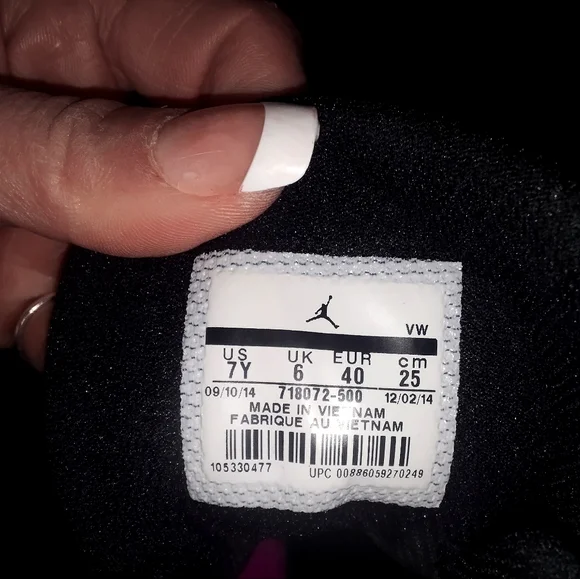 VW
US UK EUR cm
7Y 6 40 25
09/10/14 718072-500 12/02/14
MADE IN VIETNAM
FABRIQUE AU VIETNAM
105330477 UPC 00886059270249